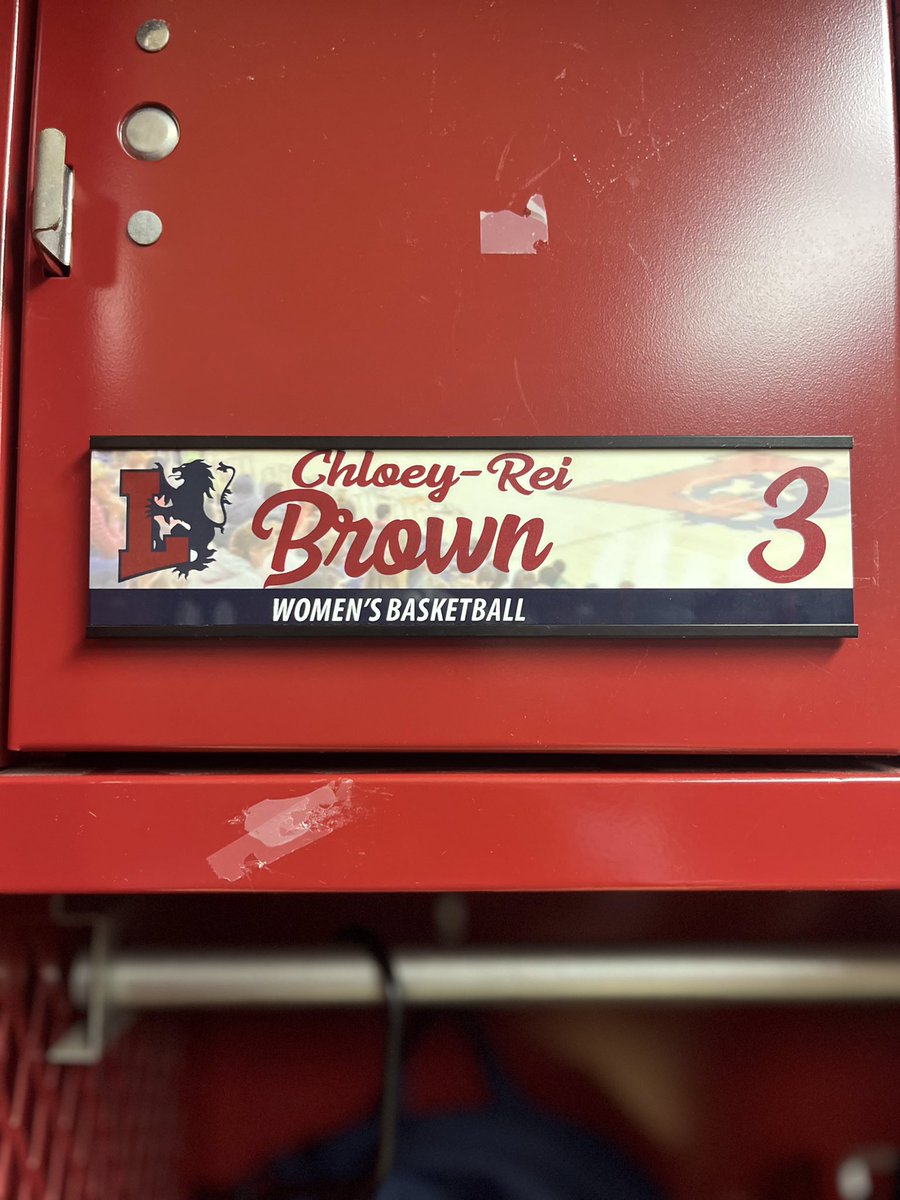 L
Chloey-Rei
Brown
3
WOMEN'S BASKETBALL